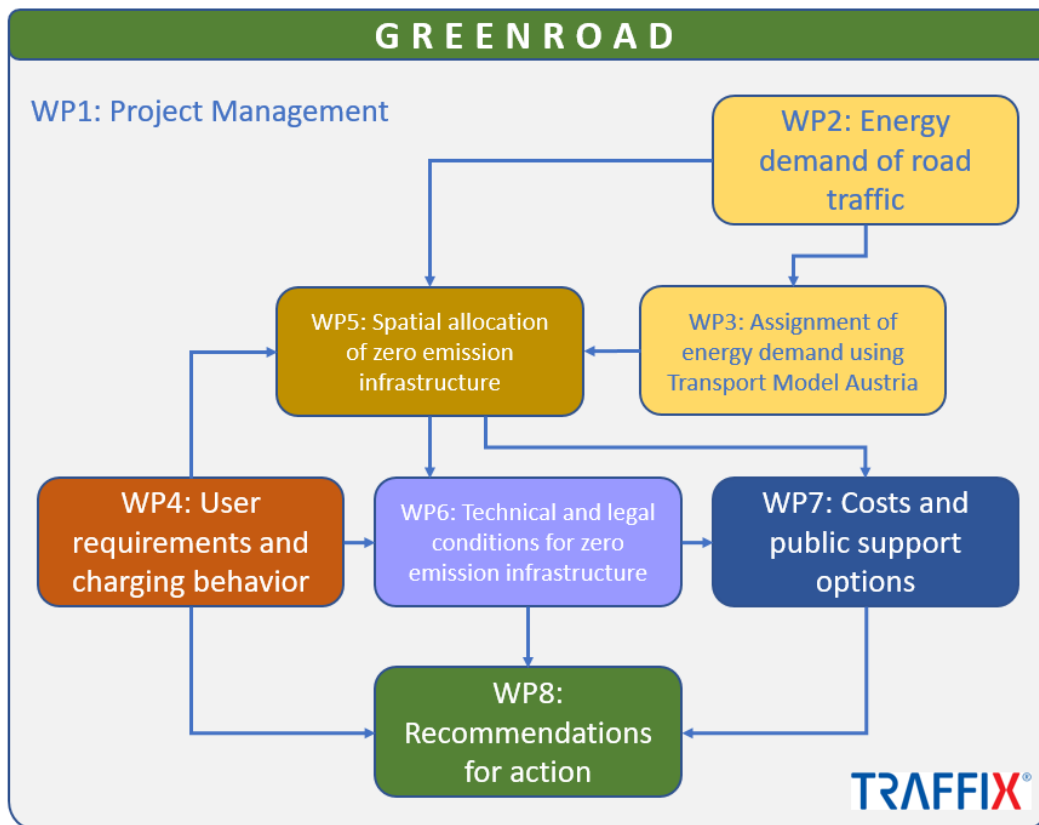 GREENROAD
WP1: Project Management
WP2: Energy
demand of road
traffic
WP5: Spatial allocation
of zero emission
infrastructure
WP3: Assignment of
energy demand using
Transport Model Austria
WP4: User
requirements and
charging behavior
WP6: Technical and legal
conditions for zero
emission infrastructure
WP7: Costs and
public support
options
WP8:
Recommendations
for action
TRAFFIX®